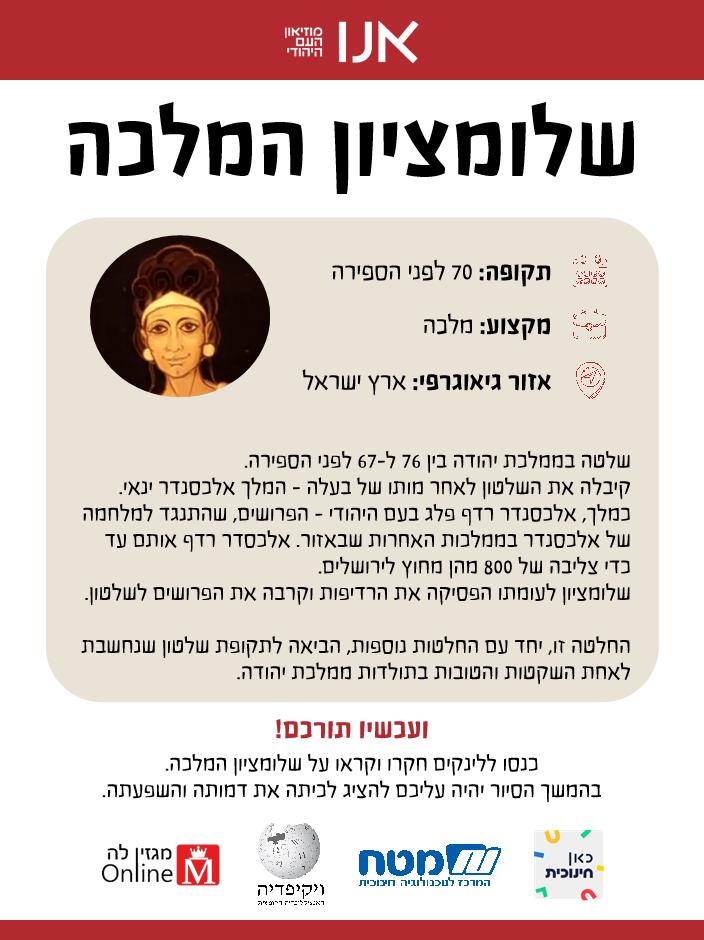 אנו
מוזיאון
העם
היהודי
שלומציון המלכה
תקופה: 70 לפני הספירה
מקצוע: מלכה
אזור גיאוגרפי: ארץ ישראל
שלטה בממלכת יהודה בין 76 ל-67 לפני הספירה.
קיבלה את השלטון לאחר מותו של בעלה - המלך אלכסנדר ינאי.
כמלך, אלכסנדר רדף פלג בעם היהודי - הפרושים, שהתנגד למלחמה
של אלכסנדר בממלכות האחרות שבאזור. אלכסדר רדף אותם עד
כדי צליבה של 800 מהן מחוץ לירושלים.
שלומציון לעומתו הפסיקה את הרדיפות וקרבה את הפרושים לשלטון.
החלטה זו, יחד עם החלטות נוספות, הביאה לתקופת שלטון שנחשבת
לאחת השקטות והטובות בתולדות ממלכת יהודה.
ועכשיו תורכם!
כנסו ללינקים חקרו וקראו על שלומציון המלכה.
בהמשך הסיור יהיה עליכם להציג לכיתה את דמותה והשפעתה.
כאן
חינוכית
מטח
המרכז לטכנולוגיה חינוכית
ויקיפדיה
האנציקלופדיה החופשית
מגזין לה
Online
M